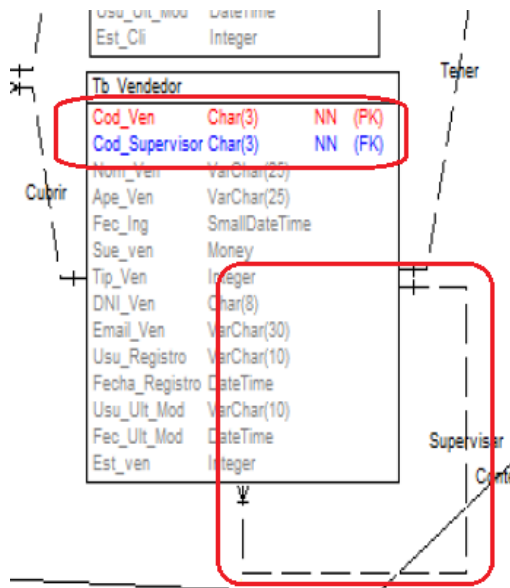 Usu_Ult_Mod DateTime
Est_Cli Integer
Tener
Tb_Vendedor
Cod_Ven Char(3) NN (PK)
Cod_Supervisor Char(3) NN (FK)
Nom_Ven VarChar(25)
Cubrir
Ape_Ven VarChar(25)
Fec_Ing SmallDateTime
Sue_ven Money
Tip_Ven Integer
DNI_Ven Char(8)
Email_Ven VarChar(30)
Usu_Registro VarChar(10)
Fecha_Registro DateTime
Usu_Ult_Mod VarChar(10)
Fec_Ult_Mod DateTime
Est_ven Integer
Supervisar